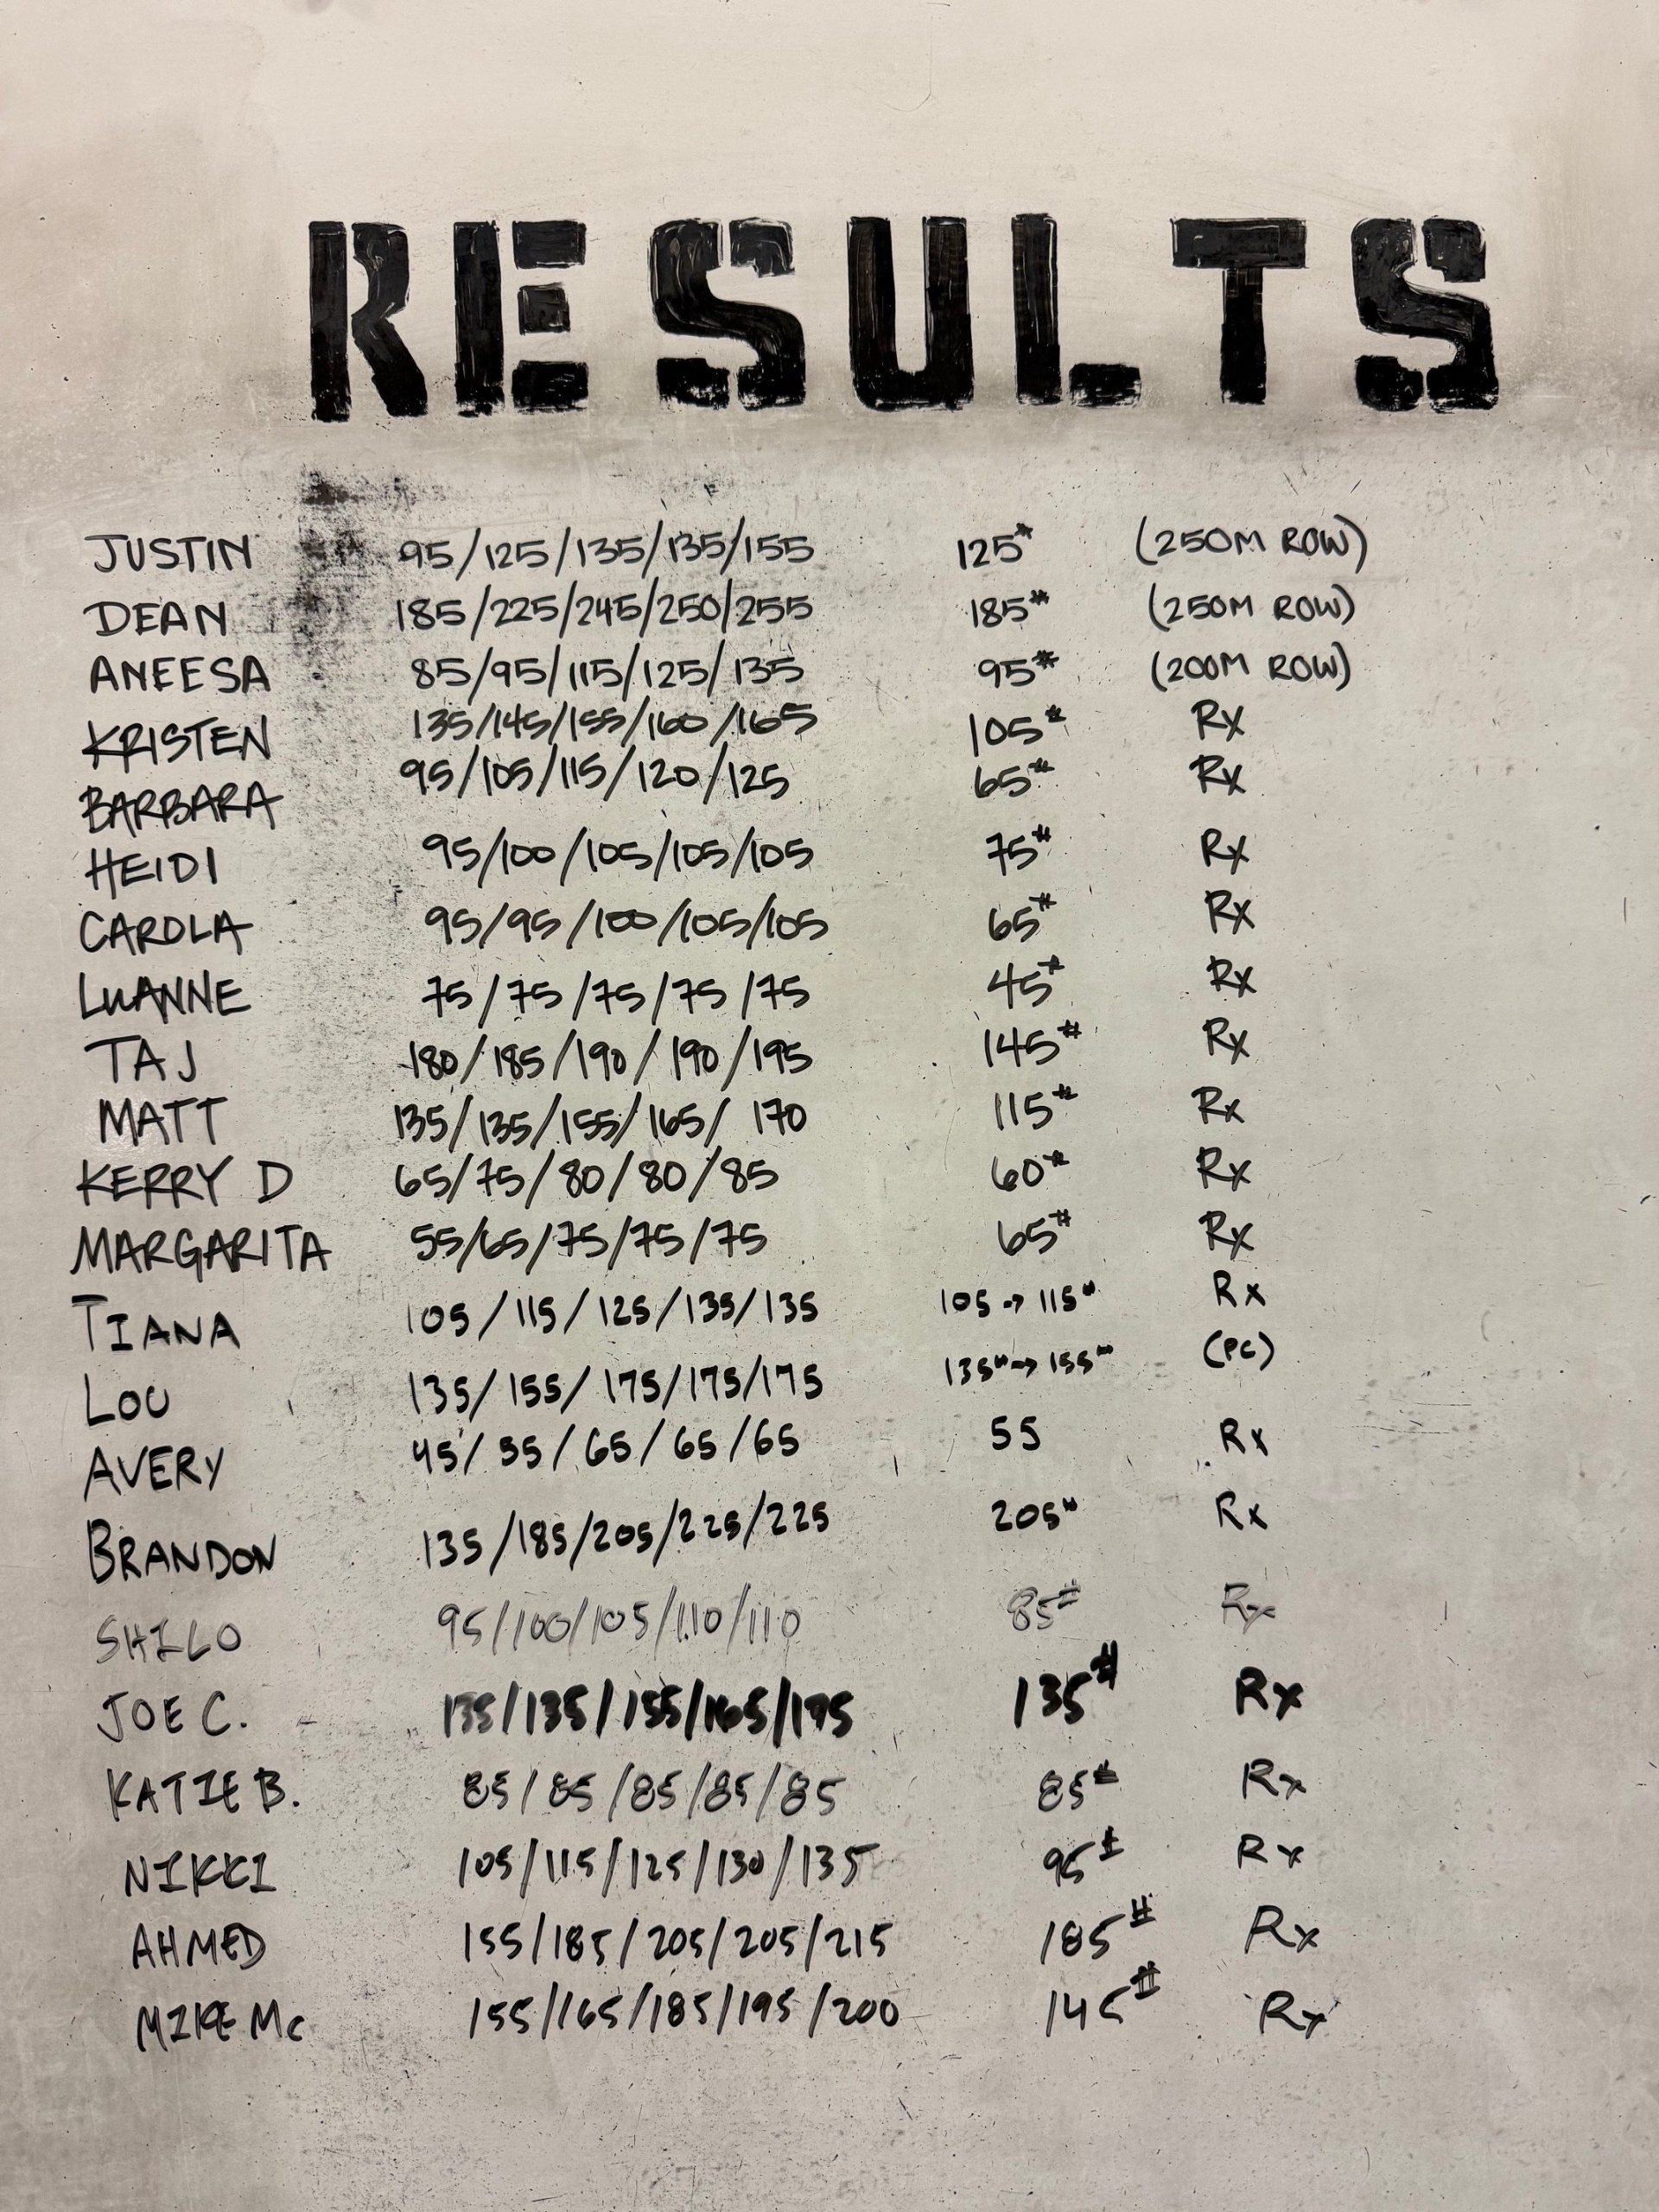 RESULTS
JUSTIN 95/125/135/135/155 125# (250M ROW)
DEAN 185/225/245/250/255 185# (250M ROW)
ANEESA 85/95/115/125/135 95# (200M ROW)
KRISTEN 135/145/155/160/165 105# Rx
BARBARA 95/105/115/120/125 65# Rx
HEIDI 95/100/105/105/105 75# Rx
CAROLA 95/95/100/105/105 65# Rx
LUANNE 75/75/75/75/75 45# Rx
TAJ 180/185/190/190/195 145# Rx
MATT 135/135/155/165/170 115# Rx
KERRY D 65/75/80/80/85 60# Rx
MARGARITA 55/65/75/75/75 65# Rx
TIANA 105/115/125/135/135 105→115# Rx
LOU 135/155/175/175/175 135#→155# (PC)
AVERY 45/55/65/65/65 55 Rx
BRANDON 135/185/205/225/225 205# Rx
SHILO 95/100/105/110/110 85# Rx
JOE C. 135/135/155/165/175 135# Rx
KATIE B. 85/85/85/85/85 85# Rx
NIKKI 105/115/125/130/135 95# Rx
AHMED 155/185/205/205/215 185# Rx
MIKE Mc 155/165/185/195/200 145# Rx